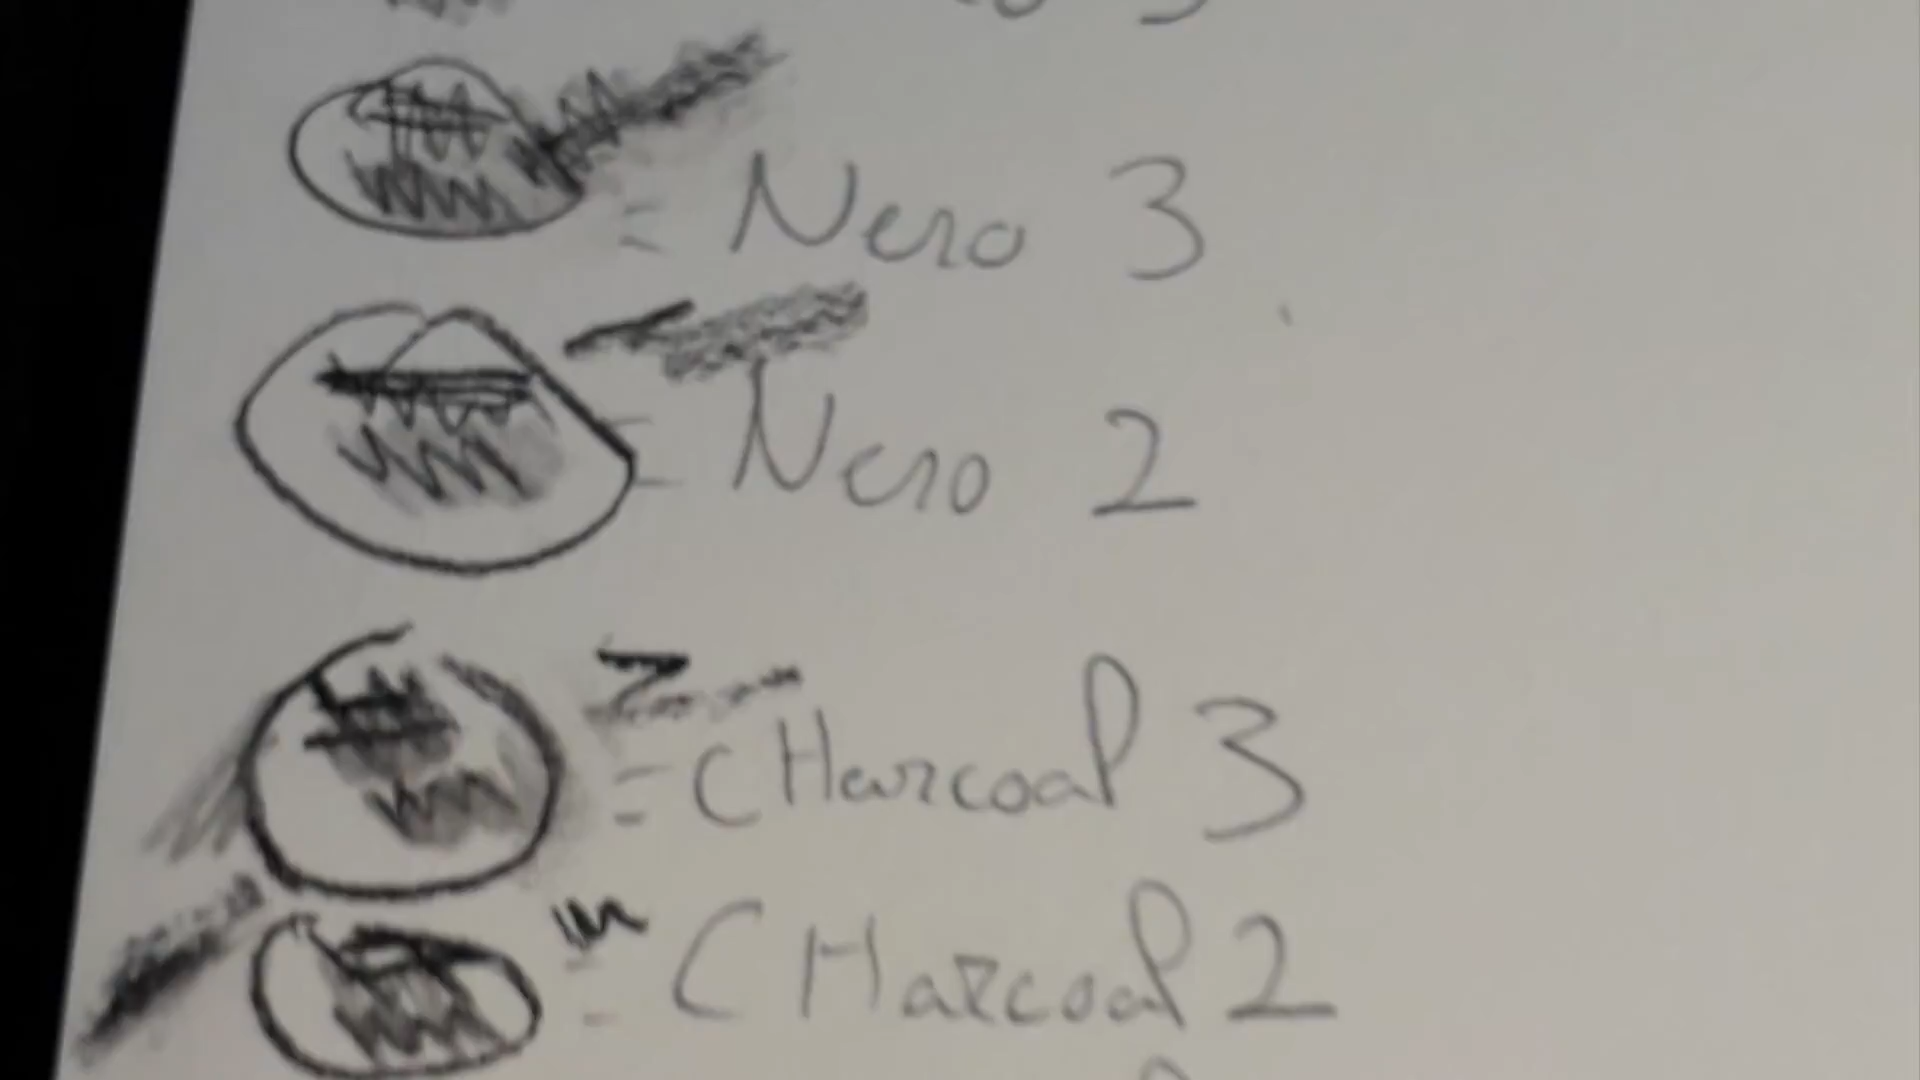 = Nero 3
= Nero 2
= CHarcoal 3
= CHarcoal 2